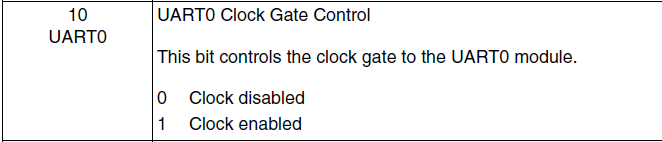 10
UART0
UART0 Clock Gate Control
This bit controls the clock gate to the UART0 module.
0 Clock disabled
1 Clock enabled